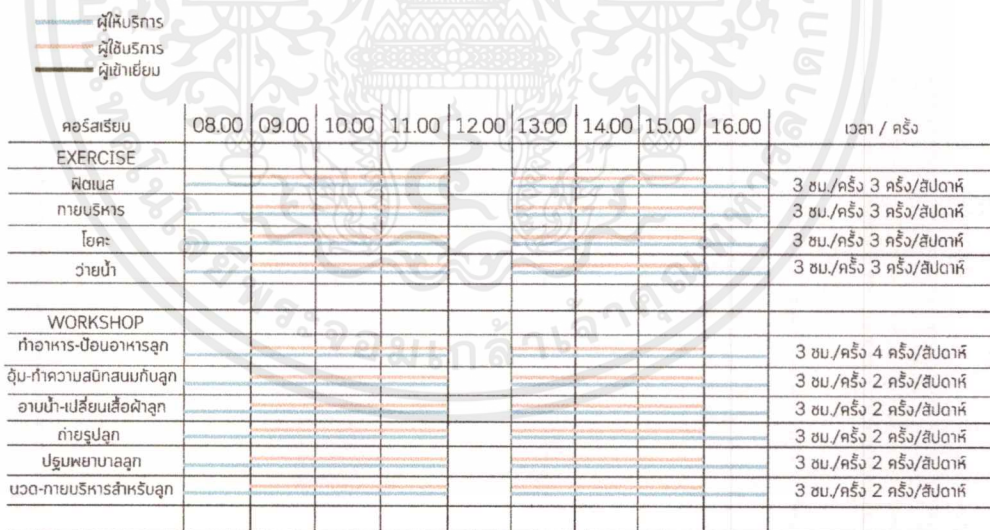 ผู้ให้บริการ
ผู้ใช้บริการ
ผู้เข้าเยี่ยม
คอร์สเรียน 08.00 09.00 10.00 11.00 12.00 13.00 14.00 15.00 16.00 เวลา / ครั้ง
EXERCISE
ฟิตเนส 3 ชม./ครั้ง 3 ครั้ง/สัปดาห์
กายบริหาร 3 ชม./ครั้ง 3 ครั้ง/สัปดาห์
โยคะ 3 ชม./ครั้ง 3 ครั้ง/สัปดาห์
ว่ายน้ำ 3 ชม./ครั้ง 3 ครั้ง/สัปดาห์
WORKSHOP
ทำอาหาร-ป้อนอาหารลูก 3 ชม./ครั้ง 4 ครั้ง/สัปดาห์
อุ้ม-ทำความสนิทสนมกับลูก 3 ชม./ครั้ง 2 ครั้ง/สัปดาห์
อาบน้ำ-เปลี่ยนเสื้อผ้าลูก 3 ชม./ครั้ง 2 ครั้ง/สัปดาห์
ถ่ายรูปลูก 3 ชม./ครั้ง 2 ครั้ง/สัปดาห์
ปฐมพยาบาลลูก 3 ชม./ครั้ง 2 ครั้ง/สัปดาห์
นวด-กายบริหารสำหรับลูก 3 ชม./ครั้ง 2 ครั้ง/สัปดาห์